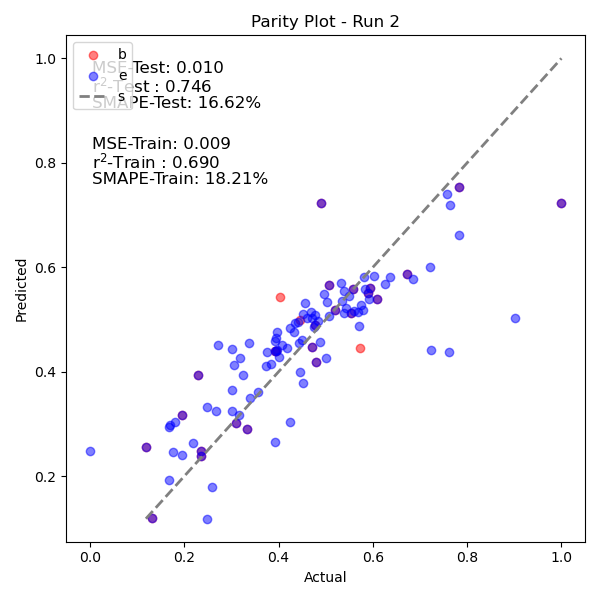 Parity Plot - Run 2
b
e
s
MSE-Test: 0.010
r²-Test : 0.746
SMAPE-Test: 16.62%
MSE-Train: 0.009
r²-Train : 0.690
SMAPE-Train: 18.21%
Predicted
1.0
0.8
0.6
0.4
0.2
0.0 0.2 0.4 0.6 0.8 1.0
Actual